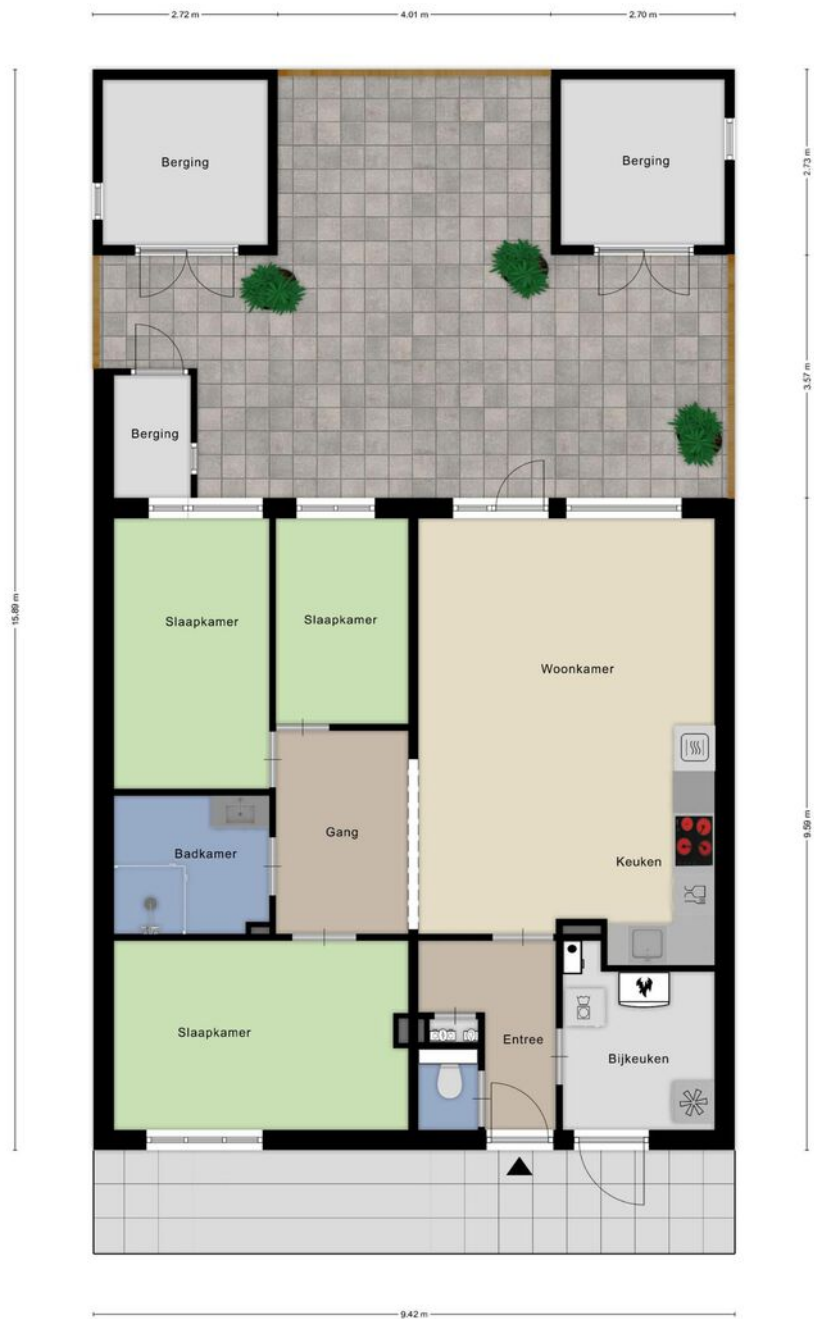 2.72 m
4.01 m
2.70 m
Berging
Berging
2.73 m
3.57 m
Berging
15.89 m
Slaapkamer
Slaapkamer
Woonkamer
Gang
Badkamer
Keuken
9.59 m
Slaapkamer
Entree
Bijkeuken
9.42 m